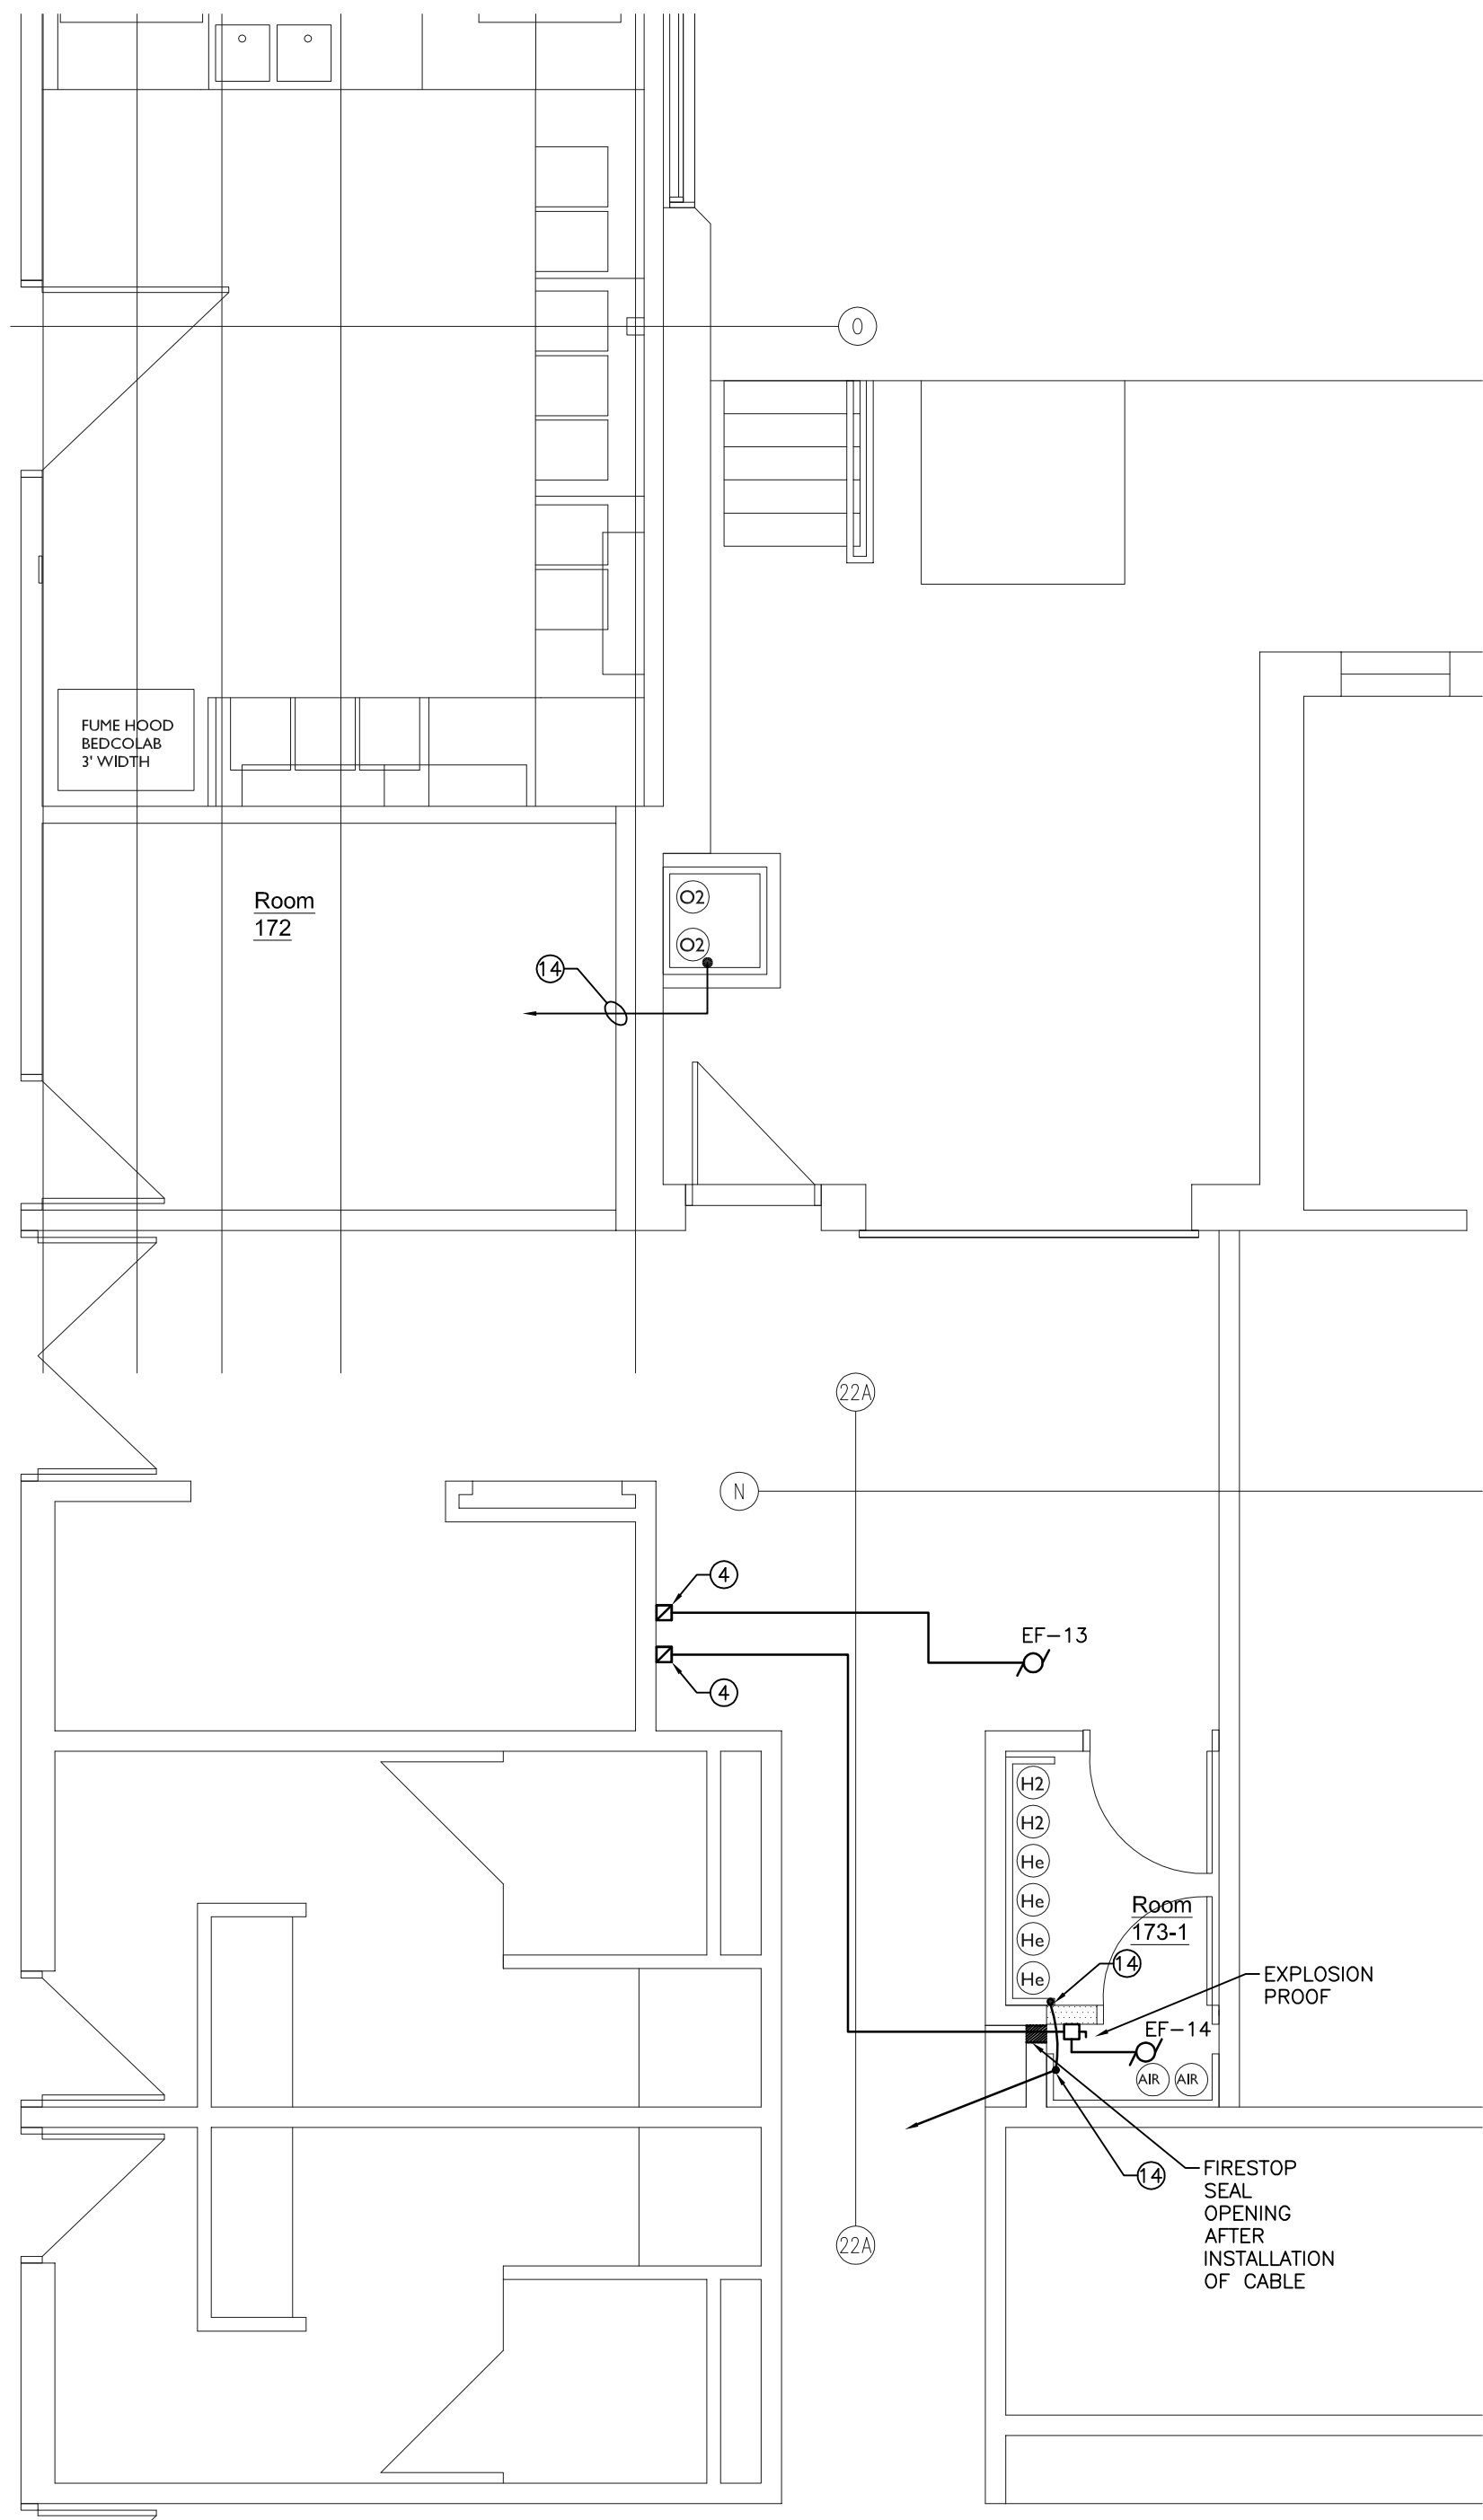 O
FUME HOOD
BEDCOLAB
3' WIDTH
Room
172
O2
O2
14
22A
N
4
4
EF-13
H2
H2
He
He
He
He
Room
173-1
14
EXPLOSION
PROOF
EF-14
AIR AIR
14
FIRESTOP
SEAL
OPENING
AFTER
INSTALLATION
OF CABLE
22A